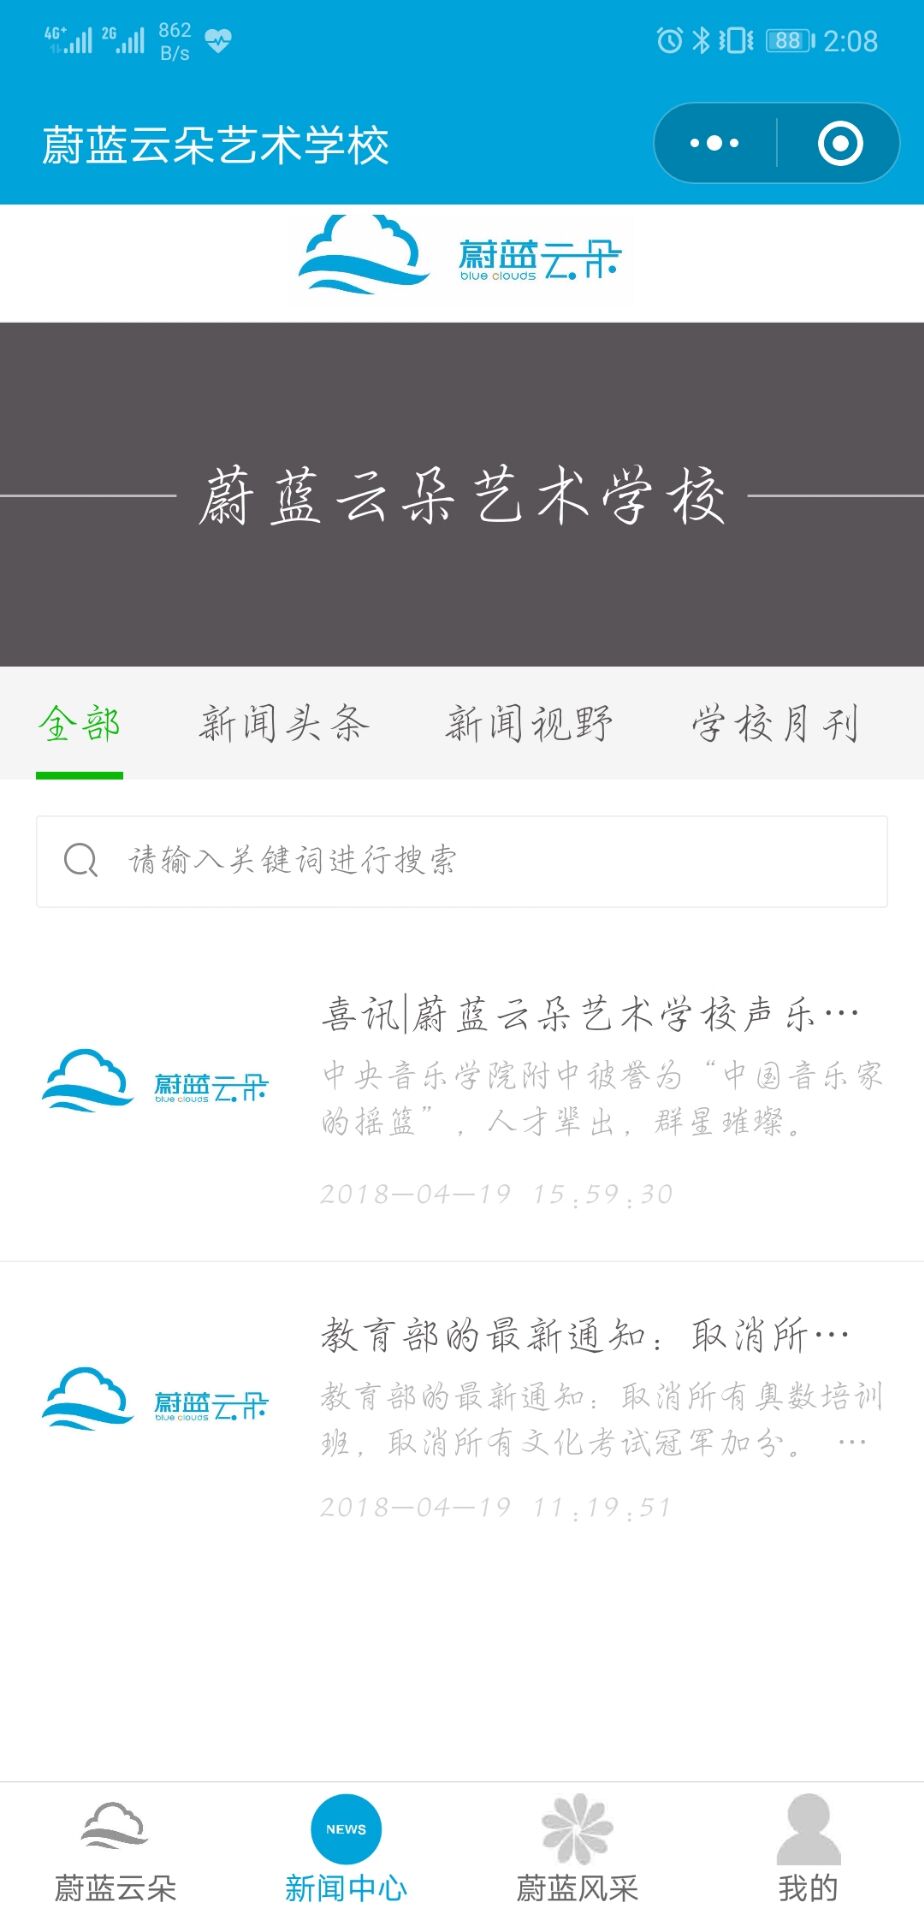 4G+ 2G 862 B/s 88 2:08
蔚蓝云朵艺术学校
蔚蓝云朵
blue clouds
蔚蓝云朵艺术学校
全部 新闻头条 新闻视野 学校月刊
请输入关键词进行搜索
喜讯|蔚蓝云朵艺术学校声乐…
蔚蓝云朵
blue clouds
中央音乐学院附中被誉为“中国音乐家
的摇篮”，人才辈出，群星璀璨。
2018-04-19 15:59:30
教育部的最新通知：取消所…
蔚蓝云朵
blue clouds
教育部的最新通知：取消所有奥数培训
班，取消所有文化考试冠军加分。 …
2018-04-19 11:19:51
NEWS
蔚蓝云朵 新闻中心 蔚蓝风采 我的